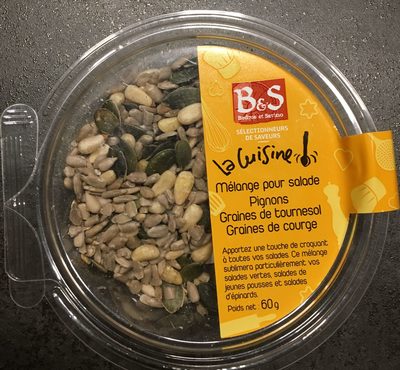 B&S
Bedros et Savino
SÉLECTIONNEURS
DE SAVEURS
La Cuisine
Mélange pour salade
Pignons
Graines de tournesol
Graines de courge
Apportez une touche de croquant
à toutes vos salades. Ce mélange
sublimera particulièrement vos
salades vertes, salades de
jeunes pousses et salades
d'épinards.
Poids net 60g